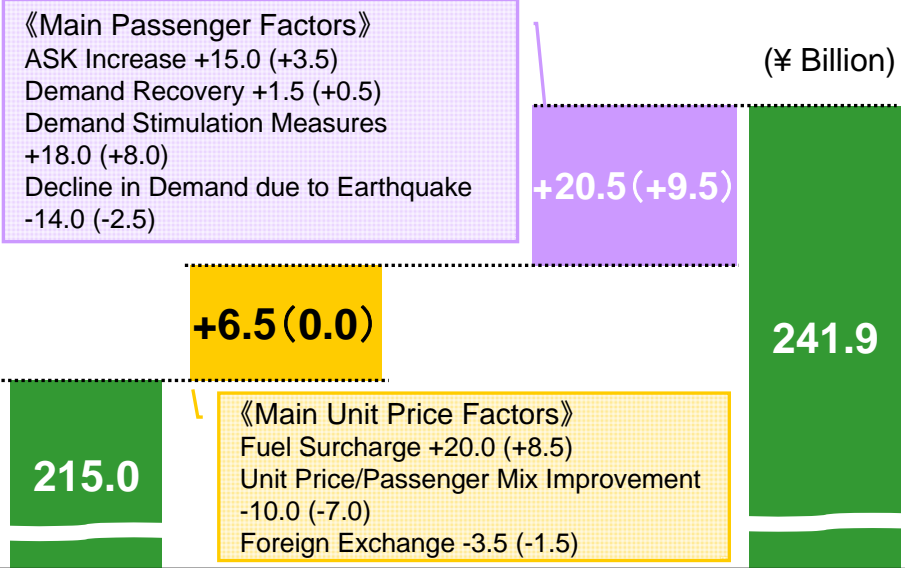 《Main Passenger Factors》
ASK Increase +15.0 (+3.5)
Demand Recovery +1.5 (+0.5)
Demand Stimulation Measures
+18.0 (+8.0)
Decline in Demand due to Earthquake
-14.0 (-2.5)
(¥ Billion)
+20.5(+9.5)
+6.5(0.0)
241.9
215.0
《Main Unit Price Factors》
Fuel Surcharge +20.0 (+8.5)
Unit Price/Passenger Mix Improvement
-10.0 (-7.0)
Foreign Exchange -3.5 (-1.5)